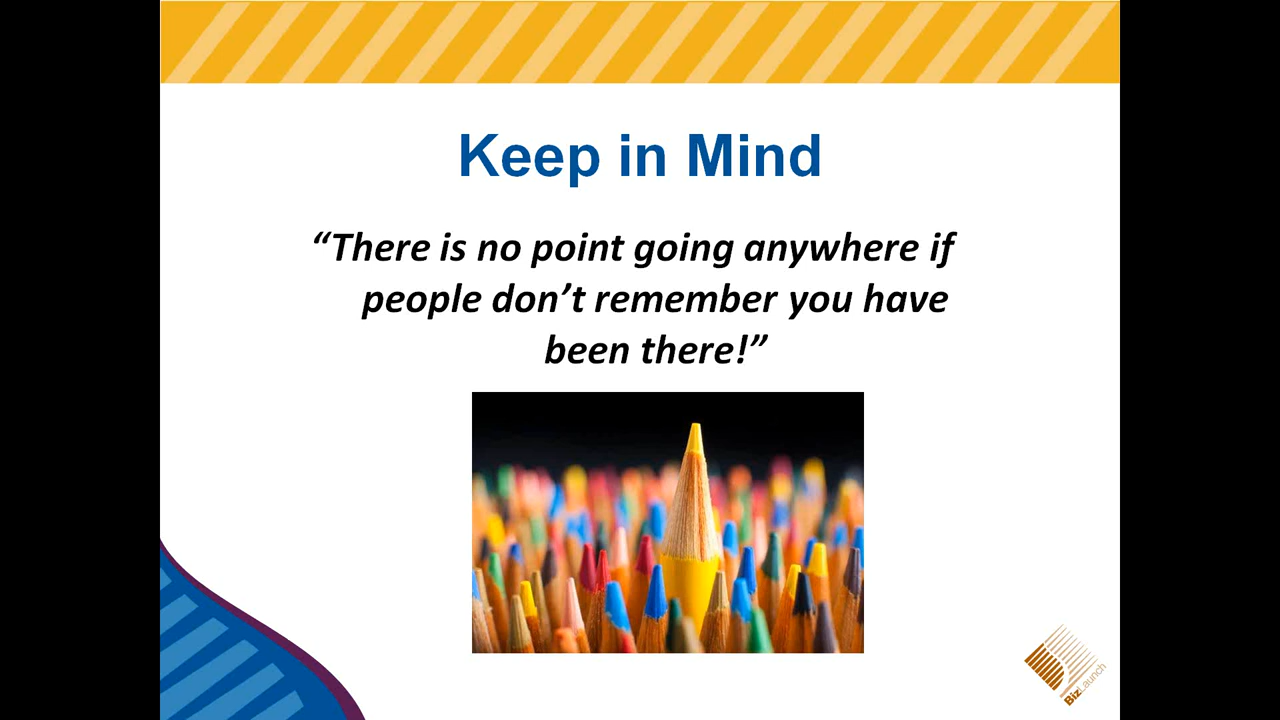 Keep in Mind
“There is no point going anywhere if
people don’t remember you have
been there!”
BizLaunch